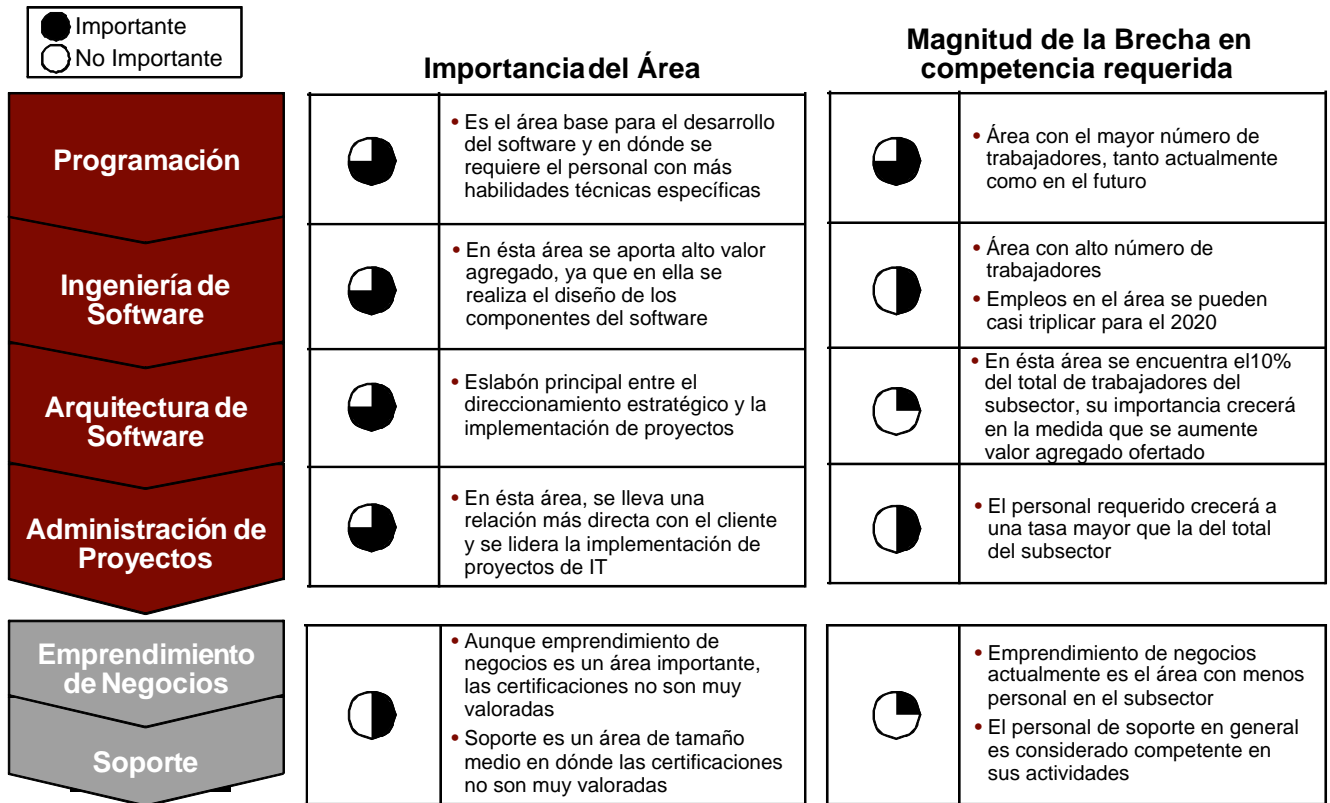 Importante
No Importante
Importancia del Área
Magnitud de la Brecha en
competencia requerida
Programación
• Es el área base para el desarrollo
del software y en dónde se
requiere el personal con más
habilidades técnicas específicas
• Área con el mayor número de
trabajadores, tanto actualmente
como en el futuro
Ingeniería de
Software
• En ésta área se aporta alto valor
agregado, ya que en ella se
realiza el diseño de los
componentes del software
• Área con alto número de
trabajadores
• Empleos en el área se pueden
casi triplicar para el 2020
Arquitectura de
Software
• Eslabón principal entre el
direccionamiento estratégico y la
implementación de proyectos
• En ésta área se encuentra el10%
del total de trabajadores del
subsector, su importancia crecerá
en la medida que se aumente
valor agregado ofertado
Administración de
Proyectos
• En ésta área, se lleva una
relación más directa con el cliente
y se lidera la implementación de
proyectos de IT
• El personal requerido crecerá a
una tasa mayor que la del total
del subsector
Emprendimiento
de Negocios
Soporte
• Aunque emprendimiento de
negocios es un área importante,
las certificaciones no son muy
valoradas
• Soporte es un área de tamaño
medio en dónde las certificaciones
no son muy valoradas
• Emprendimiento de negocios
actualmente es el área con menos
personal en el subsector
• El personal de soporte en general
es considerado competente en
sus actividades